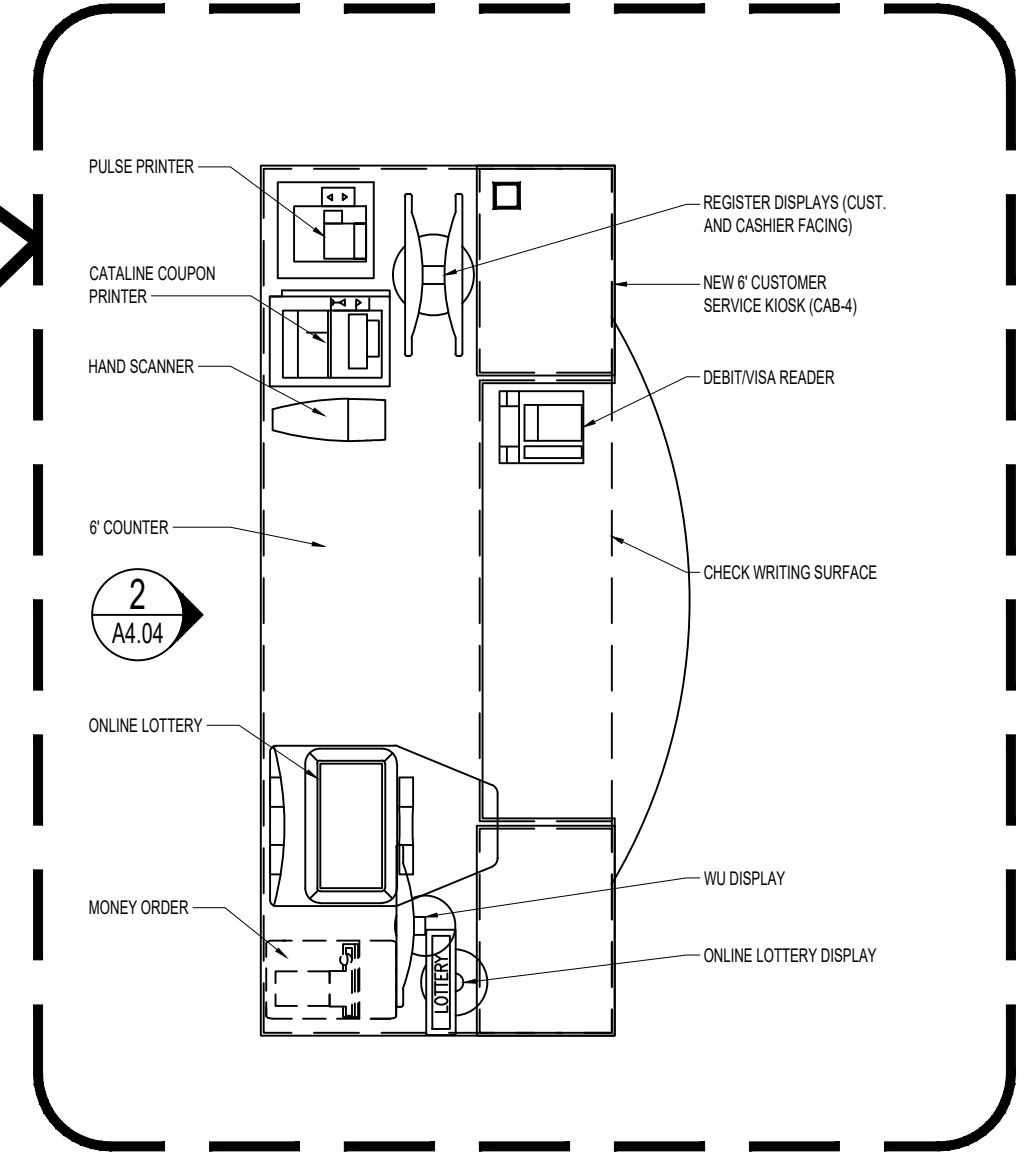 PULSE PRINTER
CATALINE COUPON
PRINTER
HAND SCANNER
6' COUNTER
2
A4.04
ONLINE LOTTERY
MONEY ORDER
REGISTER DISPLAYS (CUST.
AND CASHIER FACING)
NEW 6' CUSTOMER
SERVICE KIOSK (CAB-4)
DEBIT/VISA READER
CHECK WRITING SURFACE
WU DISPLAY
ONLINE LOTTERY DISPLAY
LOTTERY